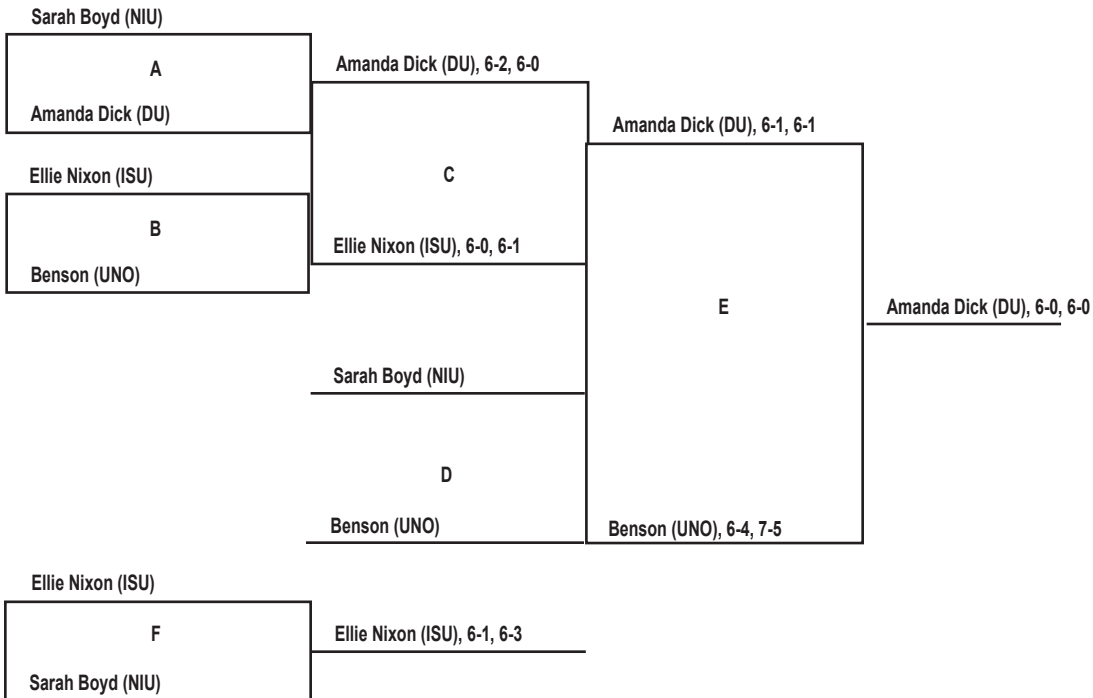 Sarah Boyd (NIU)
A
Amanda Dick (DU)
Ellie Nixon (ISU)
B
Benson (UNO)
Amanda Dick (DU), 6-2, 6-0
C
Ellie Nixon (ISU), 6-0, 6-1
Sarah Boyd (NIU)
D
Benson (UNO)
Amanda Dick (DU), 6-1, 6-1
E
Benson (UNO), 6-4, 7-5
Amanda Dick (DU), 6-0, 6-0
Ellie Nixon (ISU)
F
Sarah Boyd (NIU)
Ellie Nixon (ISU), 6-1, 6-3